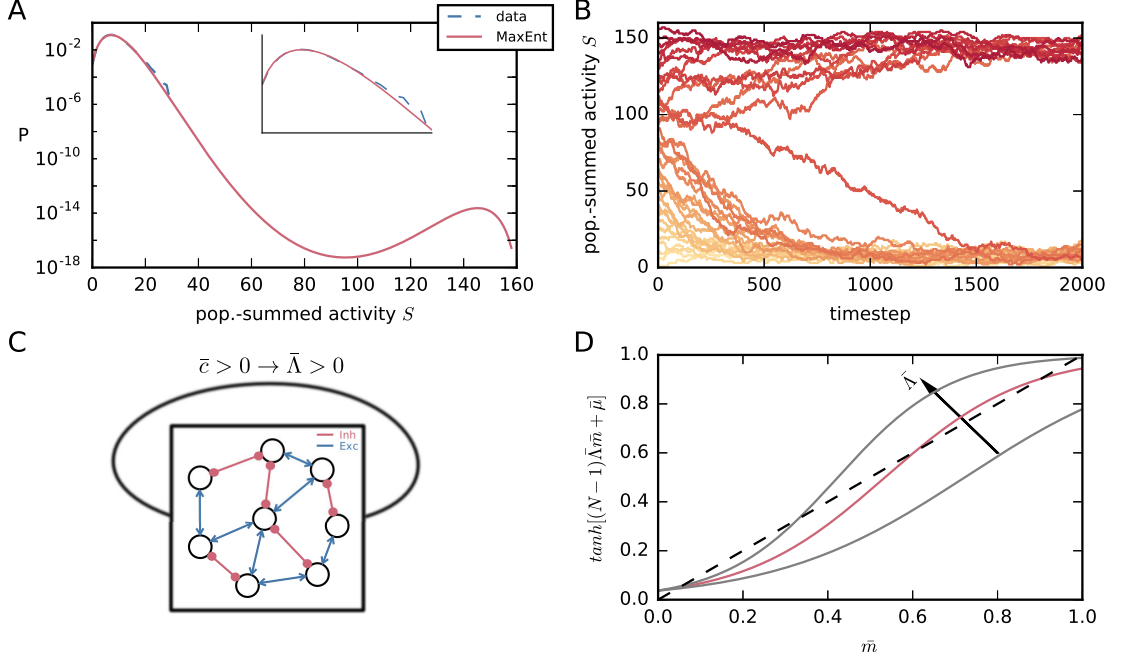 A
data
MaxEnt
10⁻²
10⁻⁶
P
10⁻¹⁰
10⁻¹⁴
10⁻¹⁸
0 20 40 60 80 100 120 140 160
pop.-summed activity S
B
pop.-summed activity S
150
100
50
0
0 500 1000 1500 2000
timestep
C
c̄ > 0 → Λ̄ > 0
Inh
Exc
D
tanh[(N − 1)Λ̄m̄ + μ̄]
1.0
0.8
0.6
0.4
0.2
0.0
Λ̄
0.0 0.2 0.4 0.6 0.8 1.0
m̄